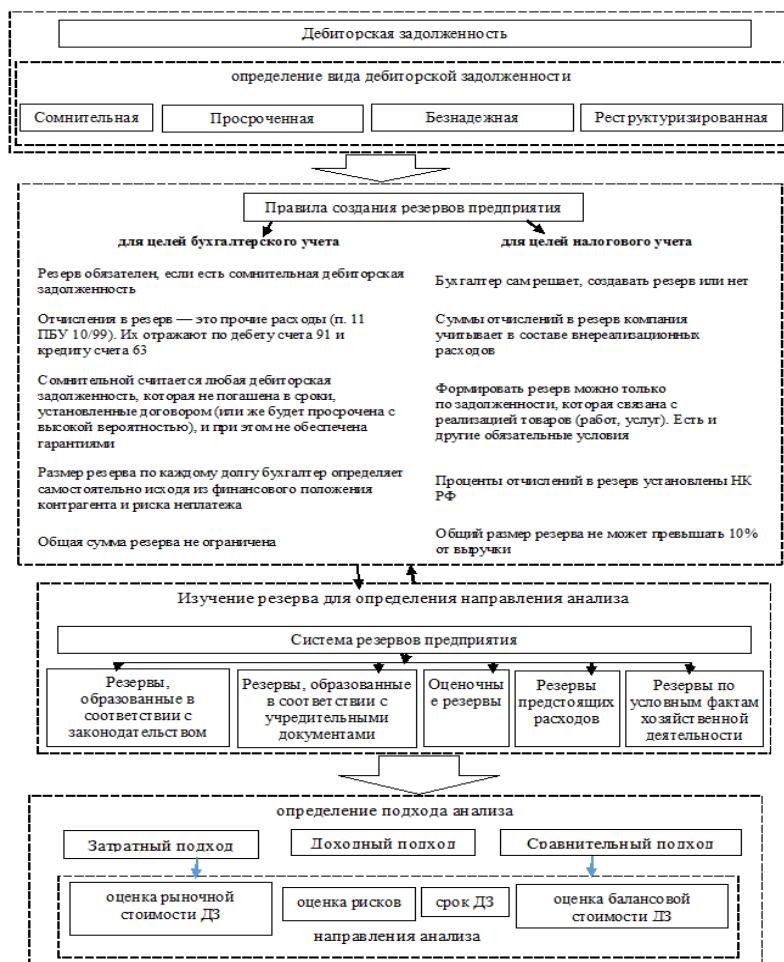 Дебиторская задолженность
определение вида дебиторской задолженности
Сомнительная
Просроченная
Безнадежная
Реструктуризированная
Правила создания резервов предприятия
для целей бухгалтерского учета
Резерв обязателен, если есть сомнительная дебиторская
задолженность
Отчисления в резерв — это прочие расходы (п. 11
ПБУ 10/99). Их отражают по дебету счета 91 и
кредиту счета 63
Сомнительной считается любая дебиторская
задолженность, которая не погашена в сроки,
установленные договором (или же будет просрочена с
высокой вероятностью), и при этом не обеспечена
гарантиями
Размер резерва по каждому долгу бухгалтер определяет
самостоятельно исходя из финансового положения
контрагента и риска неплатежа
Общая сумма резерва не ограничена
для целей налогового учета
Бухгалтер сам решает, создавать резерв или нет
Суммы отчислений в резерв компания
учитывает в составе внереализационных
расходов
Формировать резерв можно только
по задолженности, которая связана с
реализацией товаров (работ, услуг). Есть и
другие обязательные условия
Проценты отчислений в резерв установлены НК
РФ
Общий размер резерва не может превышать 10%
от выручки
Изучение резерва для определения направления анализа
Система резервов предприятия
Резервы,
образованные в
соответствии с
законодательством
Резервы, образованные
в соответствии с
учредительными
документами
Оценочны
е резервы
Резервы
предстоящих
расходов
Резервы по
условным фактам
хозяйственной
деятельности
определение подхода анализа
Затратный подход
Доходный подход
Сравнительный подход
оценка рыночной
стоимости ДЗ
оценка рисков
срок ДЗ
оценка балансовой
стоимости ДЗ
направления анализа